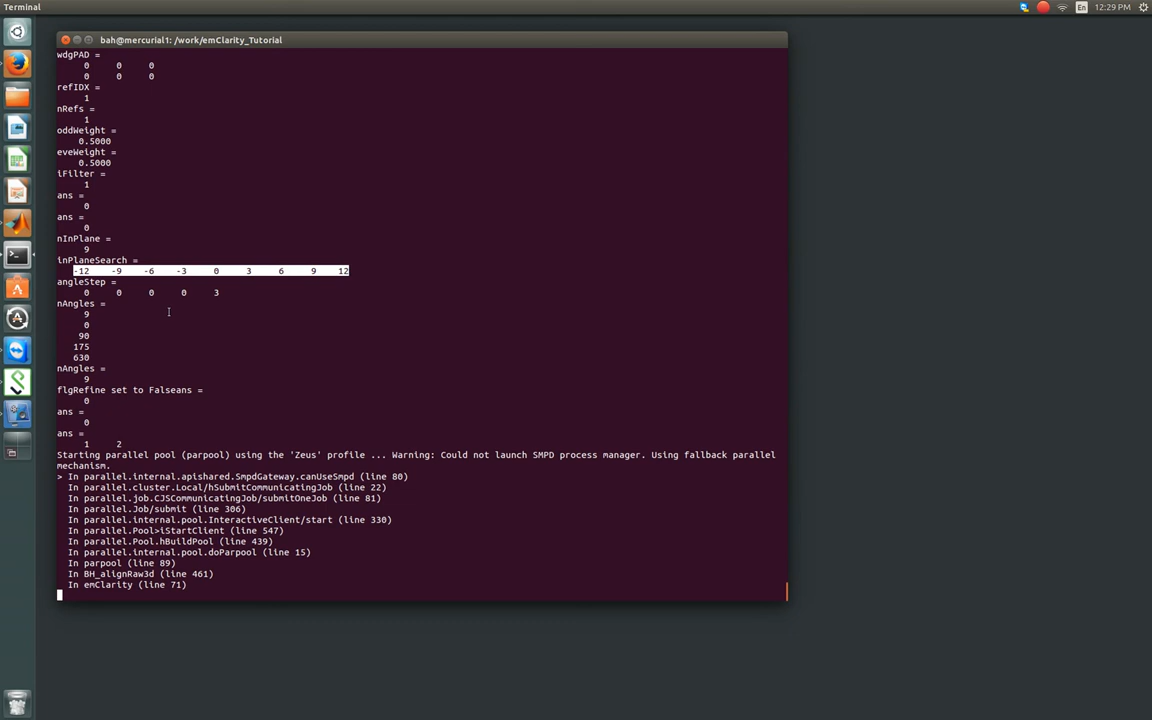 Terminal
En
12:29 PM
bah@mercurial1: /work/emClarity_Tutorial
wdgPAD =
0 0 0
0 0 0
refIDX =
1
nRefs =
1
oddWeight =
0.5000
eveWeight =
0.5000
iFilter =
1
ans =
0
ans =
0
nInPlane =
9
inPlaneSearch =
-12 -9 -6 -3 0 3 6 9 12
angleStep =
0 0 0 0 3
nAngles =
9
0
90
175
630
nAngles =
9
flgRefine set to Falseans =
0
ans =
0
ans =
1 2
Starting parallel pool (parpool) using the 'Zeus' profile ... Warning: Could not launch SMPD process manager. Using fallback parallel
mechanism.
> In parallel.internal.apishared.SmpdGateway.canUseSmpd (line 80)
In parallel.cluster.Local/hSubmitCommunicatingJob (line 22)
In parallel.job.CJSCommunicatingJob/submitOneJob (line 81)
In parallel.Job/submit (line 306)
In parallel.internal.pool.InteractiveClient/start (line 330)
In parallel.Pool>iStartClient (line 547)
In parallel.Pool.hBuildPool (line 439)
In parallel.internal.pool.doParpool (line 15)
In parpool (line 89)
In BH_alignRaw3d (line 461)
In emClarity (line 71)